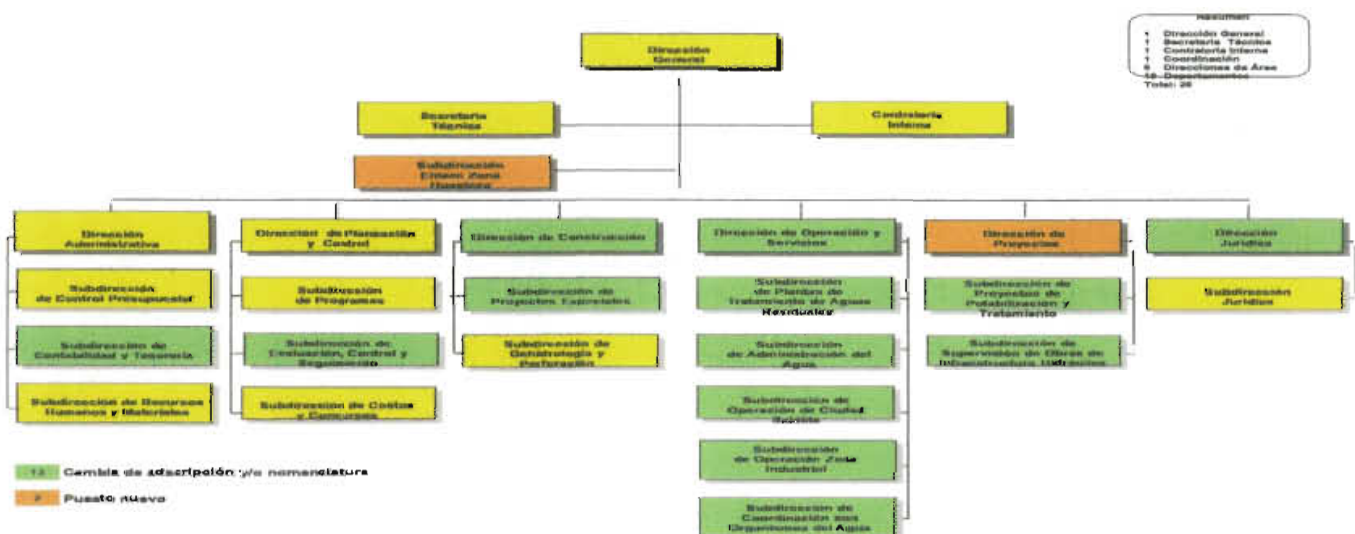 Resumen
1 Dirección General
1 Secretaría Técnica
1 Contraloría Interna
1 Coordinación
Direcciones de Área
Departamentos
Total:
Dirección
General
Secretaría
Técnica
Contraloría
Interna
Subdirección
Zona
Dirección
Administrativa
Dirección de Planeación
y Control
Dirección de Construcción
Dirección de Operación y
Servicios
Dirección de
Proyectos
Dirección
Jurídica
Subdirección
de Control Presupuestal
Subdirección
de Programas
Subdirección de
Proyectos Especiales
Subdirección
de Plantas de
Tratamiento de Aguas
Residuales
Subdirección de
Proyectos de
Potabilización y
Tratamiento
Subdirección
Jurídica
Subdirección de
Contabilidad y Tesorería
Subdirección de
Evaluación, Control y
Seguimiento
Subdirección de
Geohidrología y
Perforación
Subdirección
de Administración del
Agua
Subdirección de
Supervisión de Obras de
Infraestructura Hidráulica
Subdirección de Recursos
Humanos y Materiales
Subdirección de Costos
y Concursos
Subdirección de
Operación de Ciudad
Subdirección
de Operación Zona
Industrial
Subdirección de
Coordinación con
Organismos del Agua
Cambio de adscripción y/o nomenclatura
Puesto nuevo